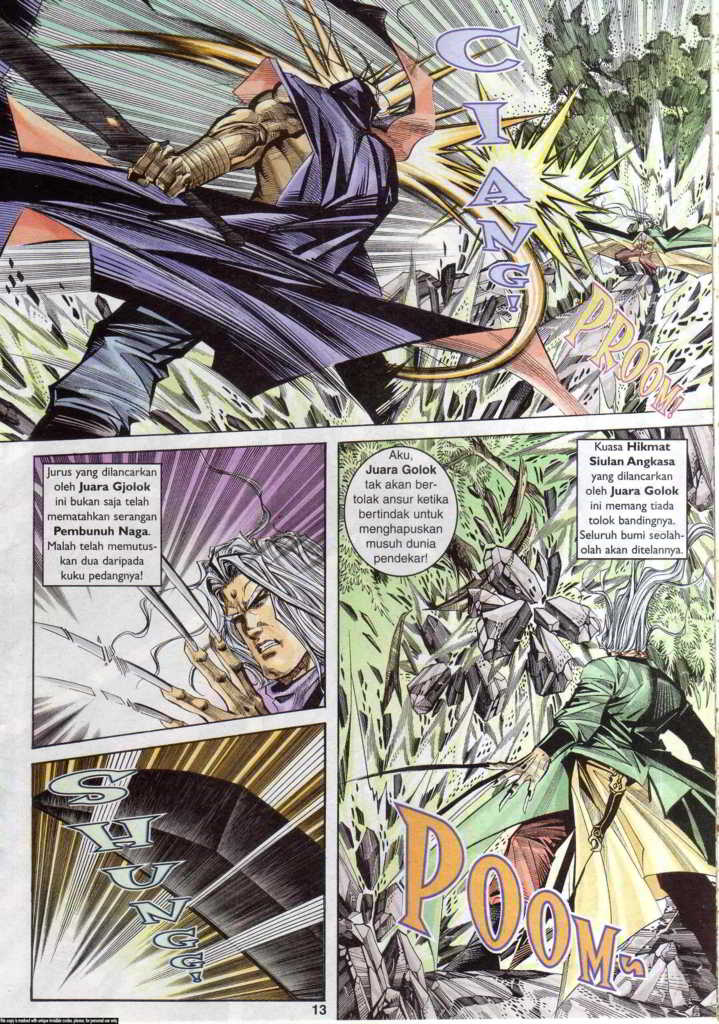 CIANG!
PROOM!
Jurus yang dilancarkan
oleh Juara Gjolok
ini bukan saja telah
mematahkan serangan
Pembunuh Naga.
Malah telah memutus-
kan dua daripada
kuku pedangnya!
Aku,
Juara Golok
tak akan ber-
tolak ansur ketika
bertindak untuk
menghapuskan
musuh dunia
pendekar!
Kuasa Hikmat
Siulan Angkasa
yang dilancarkan
oleh Juara Golok
ini memang tiada
tolok bandingnya.
Seluruh bumi seolah-
olah akan ditelannya.
SHUNGG!
POOOM~
13